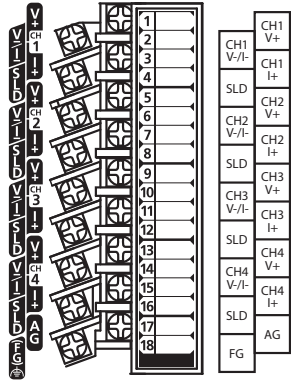 V+
CH
1
I+
V-/I-
SLD
V+
CH
2
I+
V-/I-
SLD
V+
CH
3
I+
V-/I-
SLD
V+
CH
4
I+
V-/I-
SLD
AG
FG
1
2
3
4
5
6
7
8
9
10
11
12
13
14
15
16
17
18
CH1
V+
CH1
V-/I-
CH1
I+
SLD
CH2
V+
CH2
V-/I-
CH2
I+
SLD
CH3
V+
CH3
V-/I-
CH3
I+
SLD
CH4
V+
CH4
V-/I-
CH4
I+
SLD
AG
FG